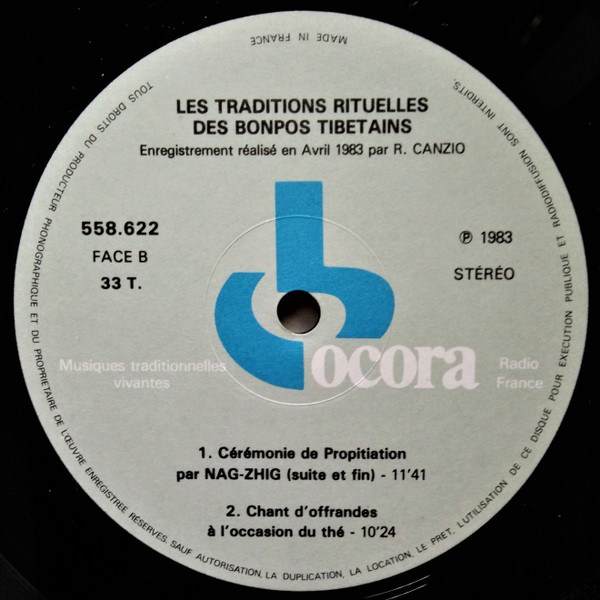 MADE IN FRANCE
TOUS DROITS DU PRODUCTEUR PHONOGRAPHIQUE ET DU PROPRIETAIRE DE L'ŒUVRE ENREGISTREE RÉSERVES. SAUF AUTORISATION, LA DUPLICATION, LA LOCATION, LE PRET, L'UTILISATION DE CE DISQUE POUR EXECUTION PUBLIQUE ET RADIODIFFUSION SONT INTERDITS.
LES TRADITIONS RITUELLES
DES BONPOS TIBETAINS
Enregistrement réalisé en Avril 1983 par R. CANZIO
558.622
FACE B
33 T.
℗ 1983
STÉRÉO
Musiques traditionnelles
vivantes
ocora
Radio
France
1. Cérémonie de Propitiation
par NAG-ZHIG (suite et fin) - 11'41
2. Chant d'offrandes
à l'occasion du thé - 10'24